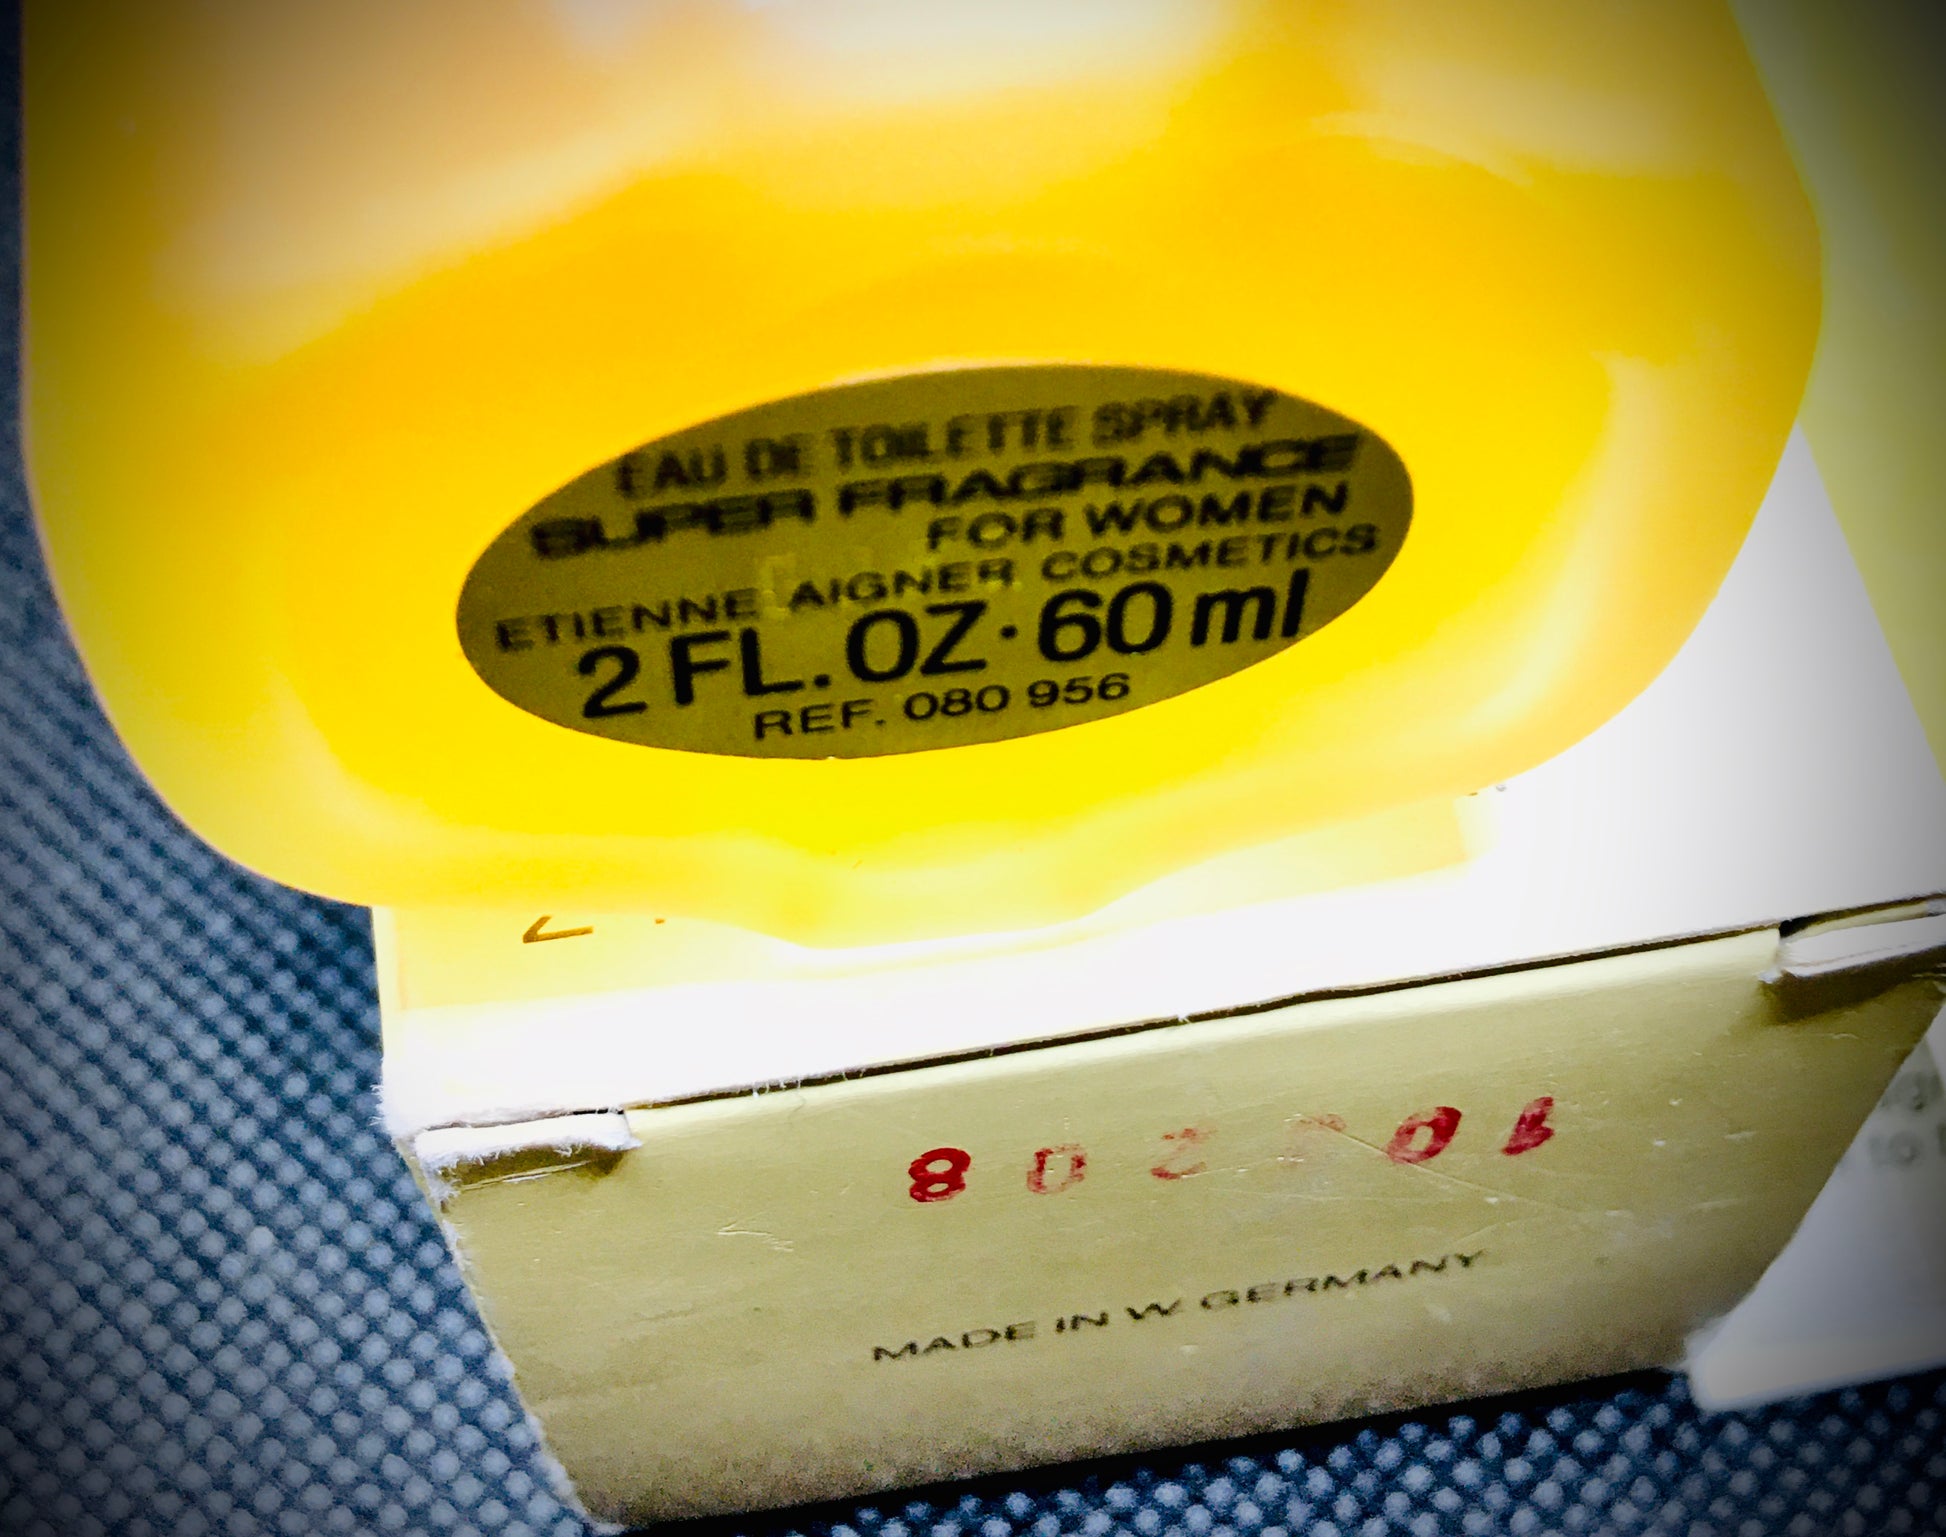 EAU DE TOILETTE SPRAY
SUPER FRAGRANCE
FOR WOMEN
ETIENNE AIGNER COSMETICS
2 FL. OZ · 60 ml
REF. 080 956
MADE IN W. GERMANY